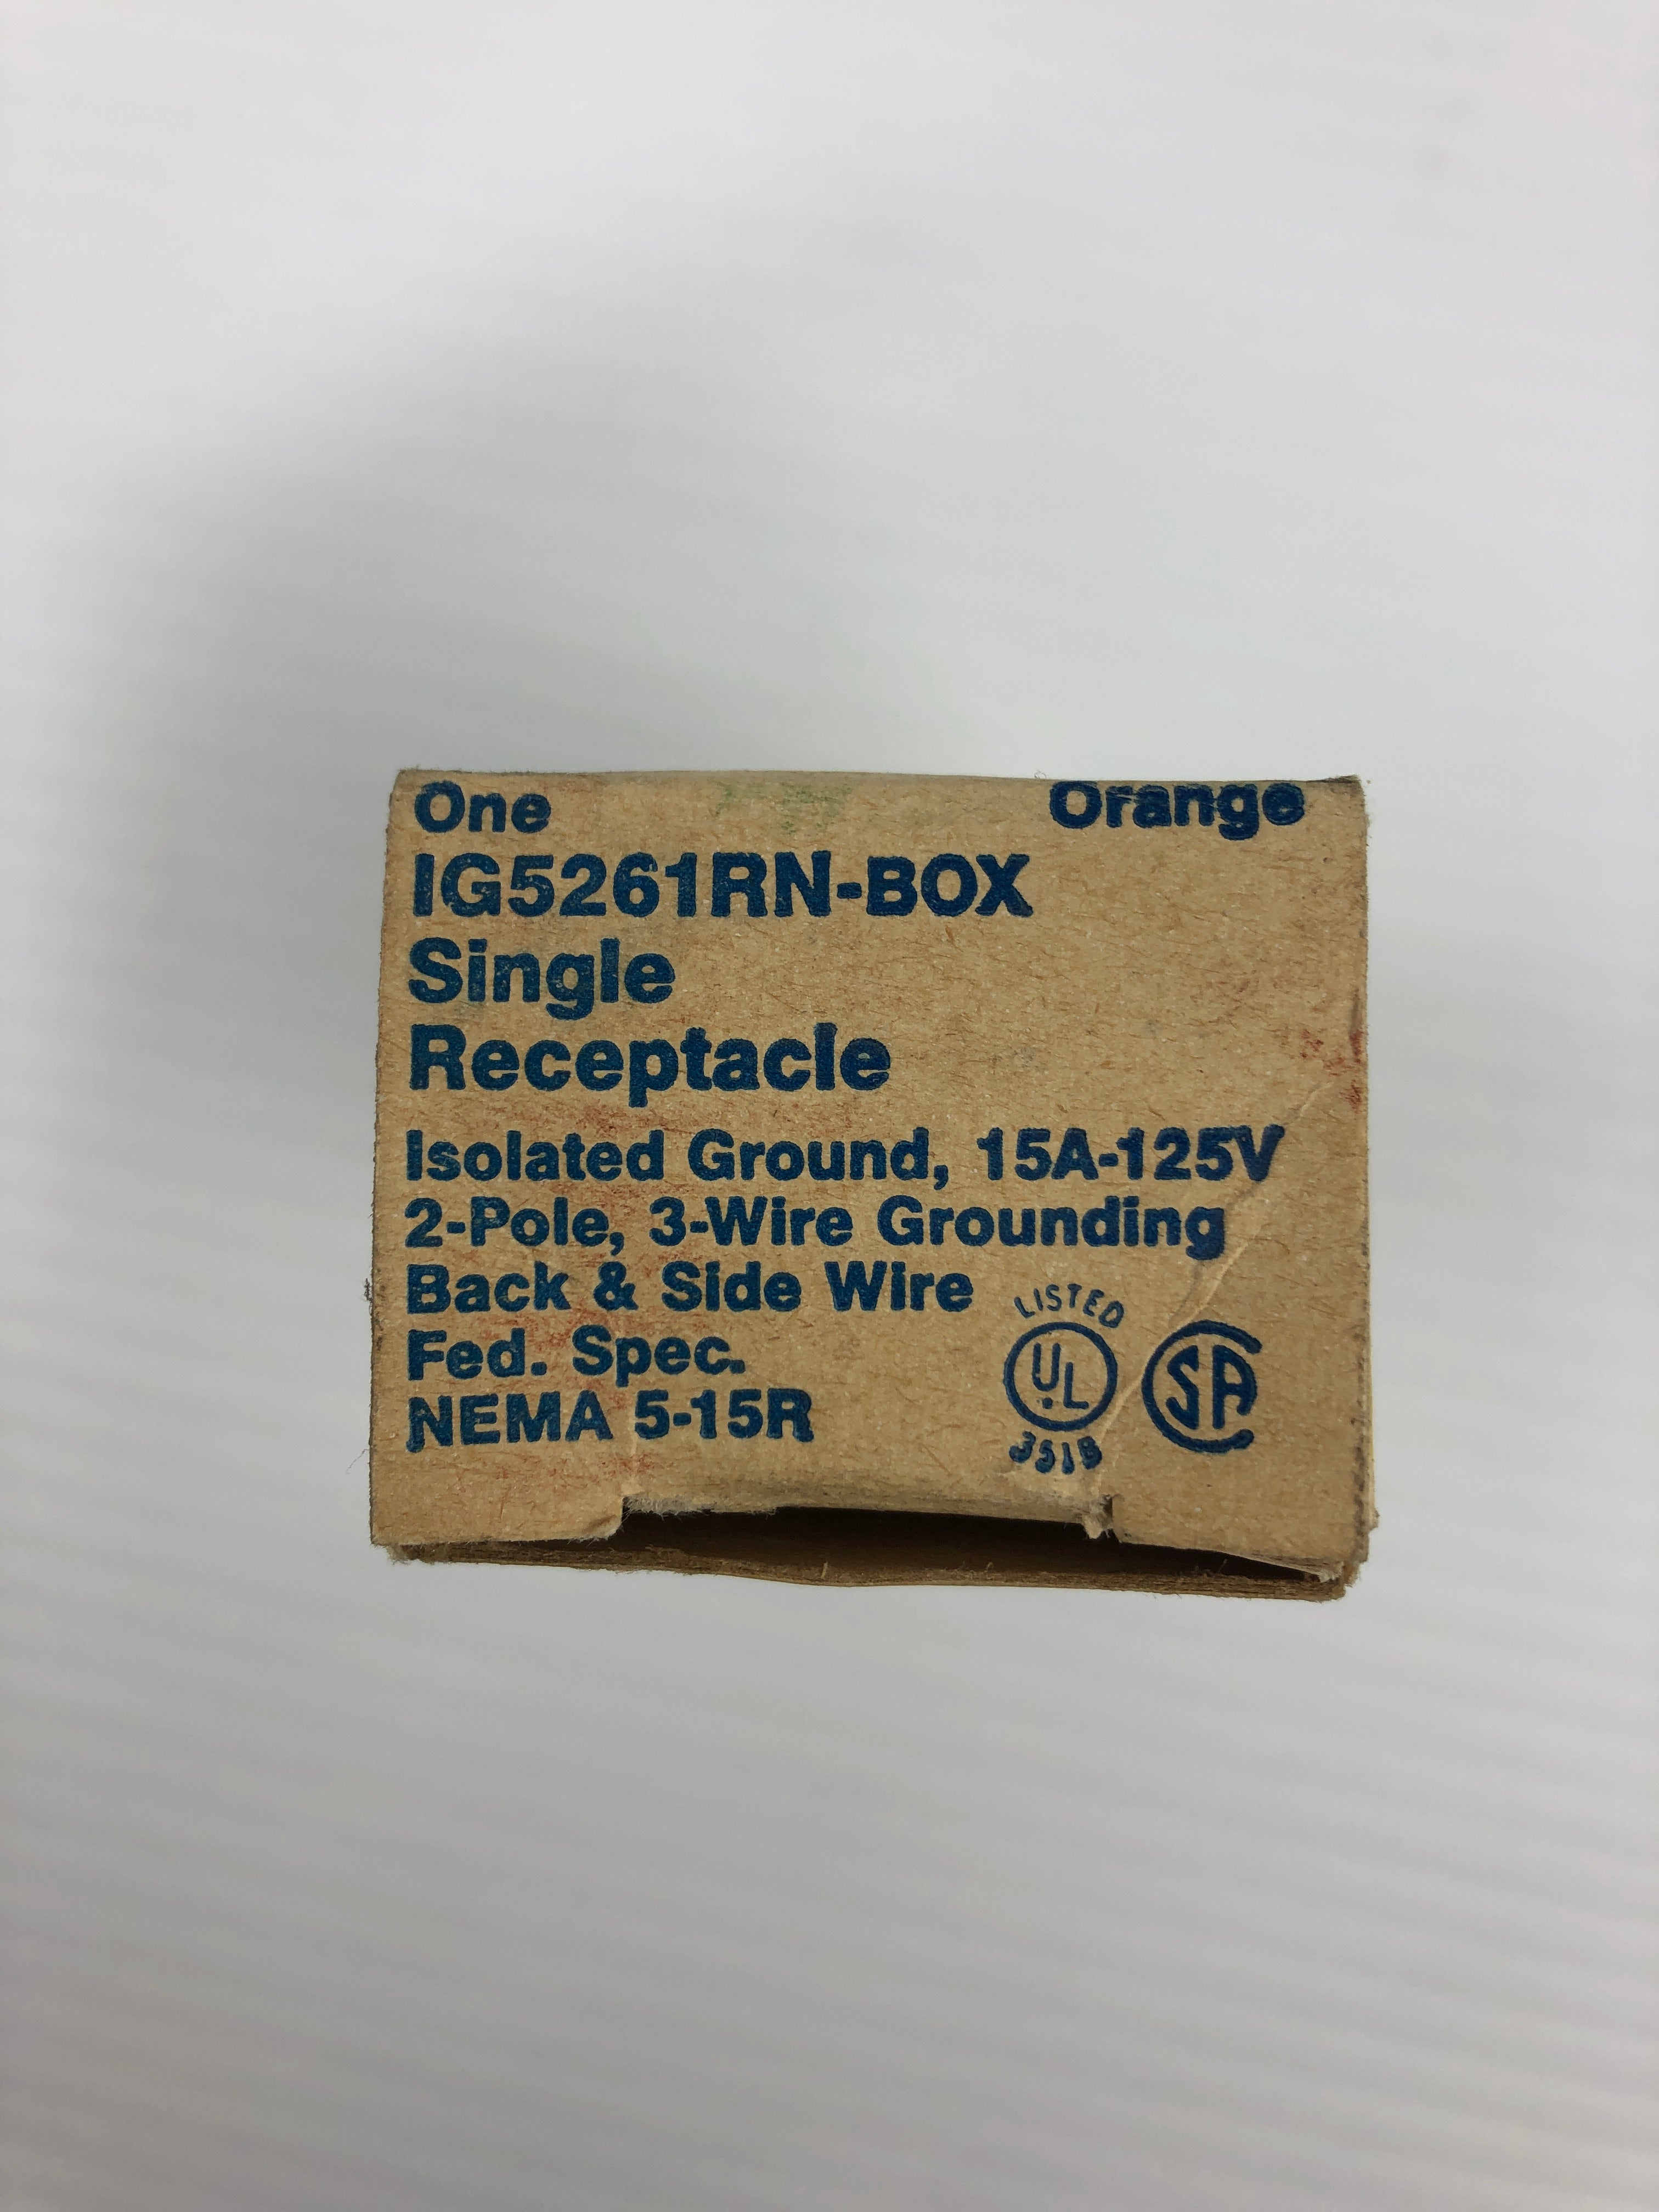 One Orange
IG5261RN-BOX
Single
Receptacle
Isolated Ground, 15A-125V
2-Pole, 3-Wire Grounding
Back & Side Wire
Fed. Spec.
NEMA 5-15R
LISTED
UL
351B
SA